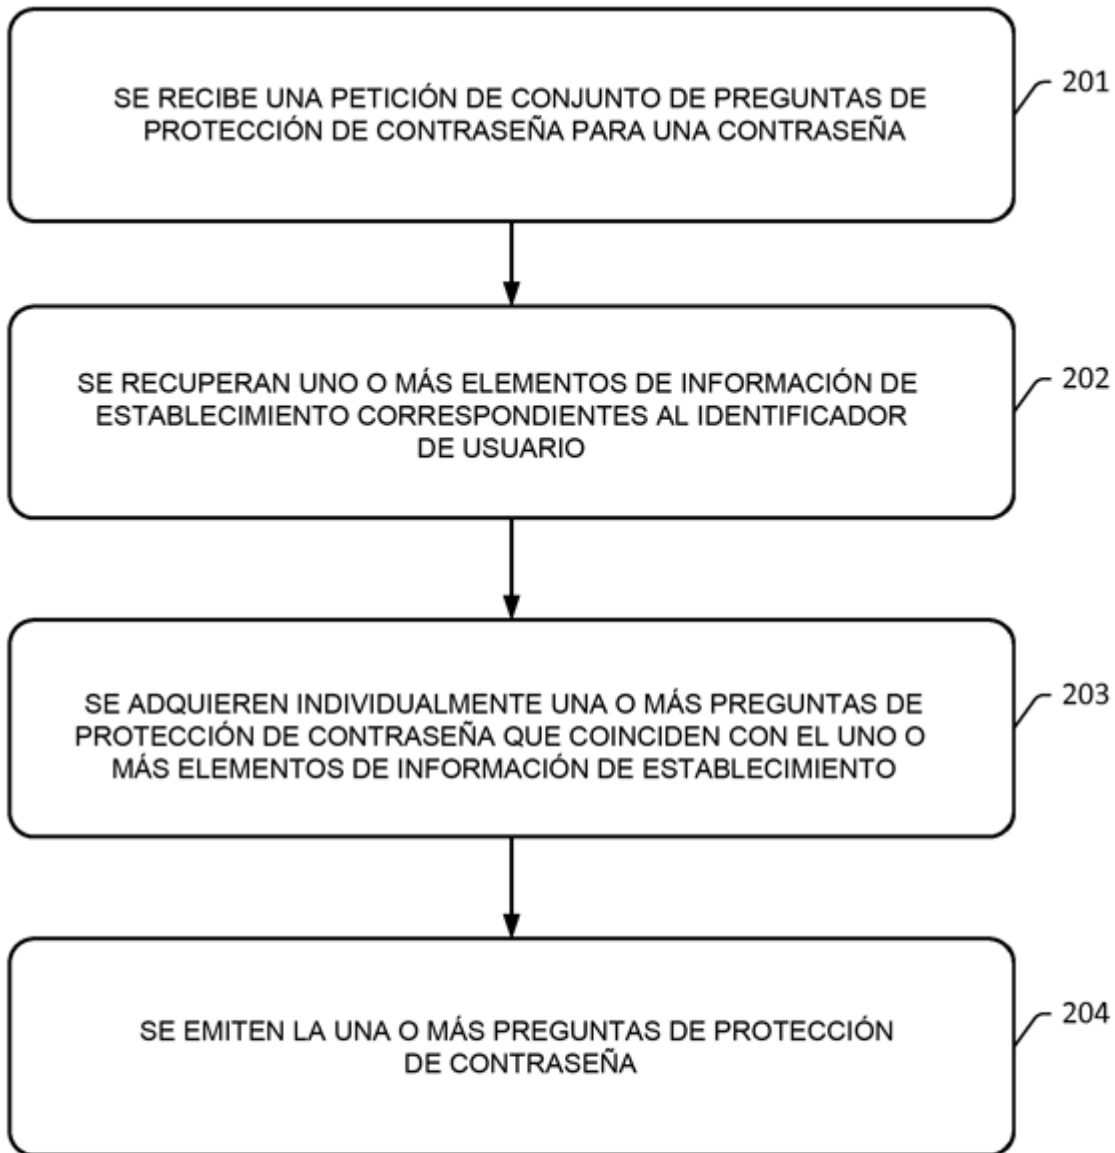 SE RECIBE UNA PETICIÓN DE CONJUNTO DE PREGUNTAS DE
PROTECCIÓN DE CONTRASEÑA PARA UNA CONTRASEÑA
201
SE RECUPERAN UNO O MÁS ELEMENTOS DE INFORMACIÓN DE
ESTABLECIMIENTO CORRESPONDIENTES AL IDENTIFICADOR
DE USUARIO
202
SE ADQUIEREN INDIVIDUALMENTE UNA O MÁS PREGUNTAS DE
PROTECCIÓN DE CONTRASEÑA QUE COINCIDEN CON EL UNO O
MÁS ELEMENTOS DE INFORMACIÓN DE ESTABLECIMIENTO
203
SE EMITEN LA UNA O MÁS PREGUNTAS DE PROTECCIÓN
DE CONTRASEÑA
204